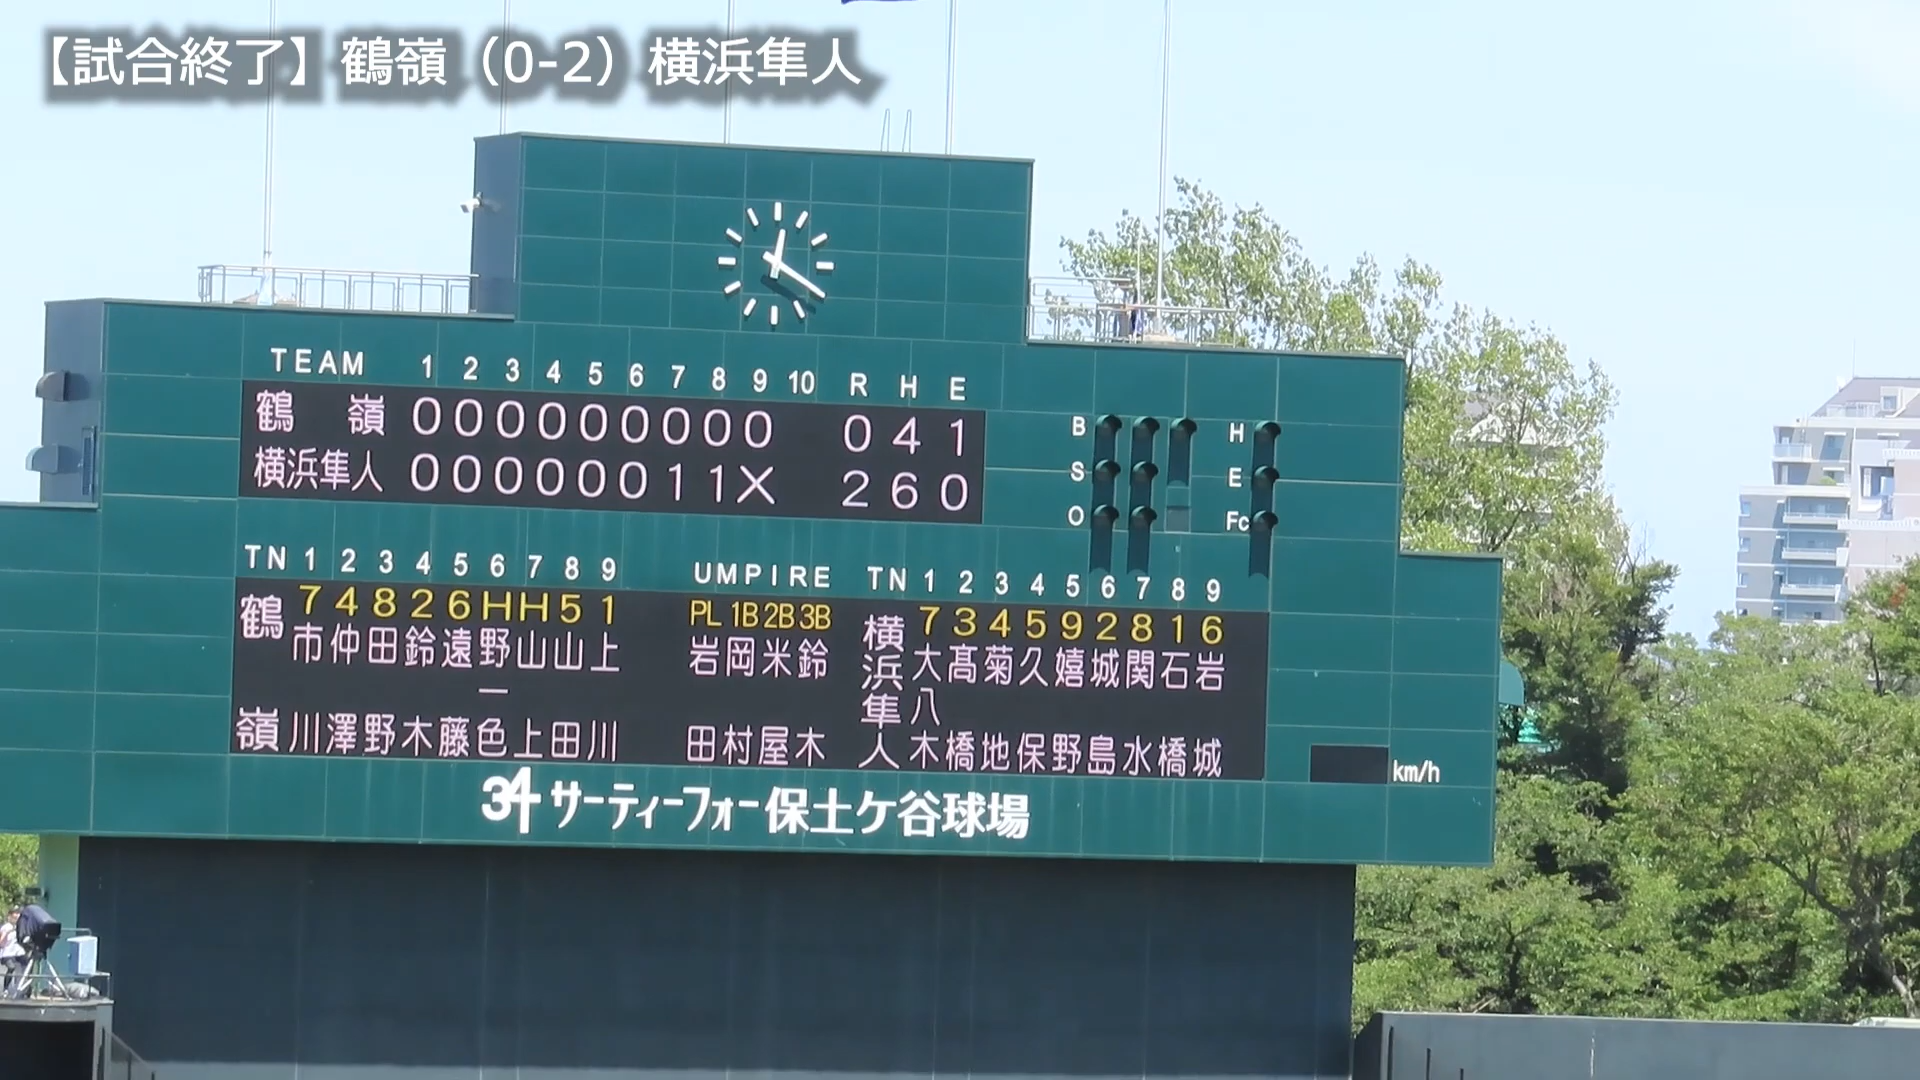 【試合終了】鶴嶺（0-2）横浜隼人
TEAM 1 2 3 4 5 6 7 8 9 10 R H E
鶴嶺 0 0 0 0 0 0 0 0 0 0 4 1
横浜隼人 0 0 0 0 0 0 1 1 X 2 6 0
B H
S E
O Fc
TN 1 2 3 4 5 6 7 8 9 UMPIRE TN 1 2 3 4 5 6 7 8 9
7 4 8 2 6 H H 5 1 PL 1B 2B 3B 7 3 4 5 9 2 8 1 6
鶴嶺 市川 仲澤 田野 鈴木 遠藤 野一色 山上 山田 上川 岩田 岡村 米屋 鈴木 横浜隼人 大八木 髙橋 菊地 久保 嬉野 城島 関水 石橋 岩城
km/h
34 サーティーフォー保土ケ谷球場